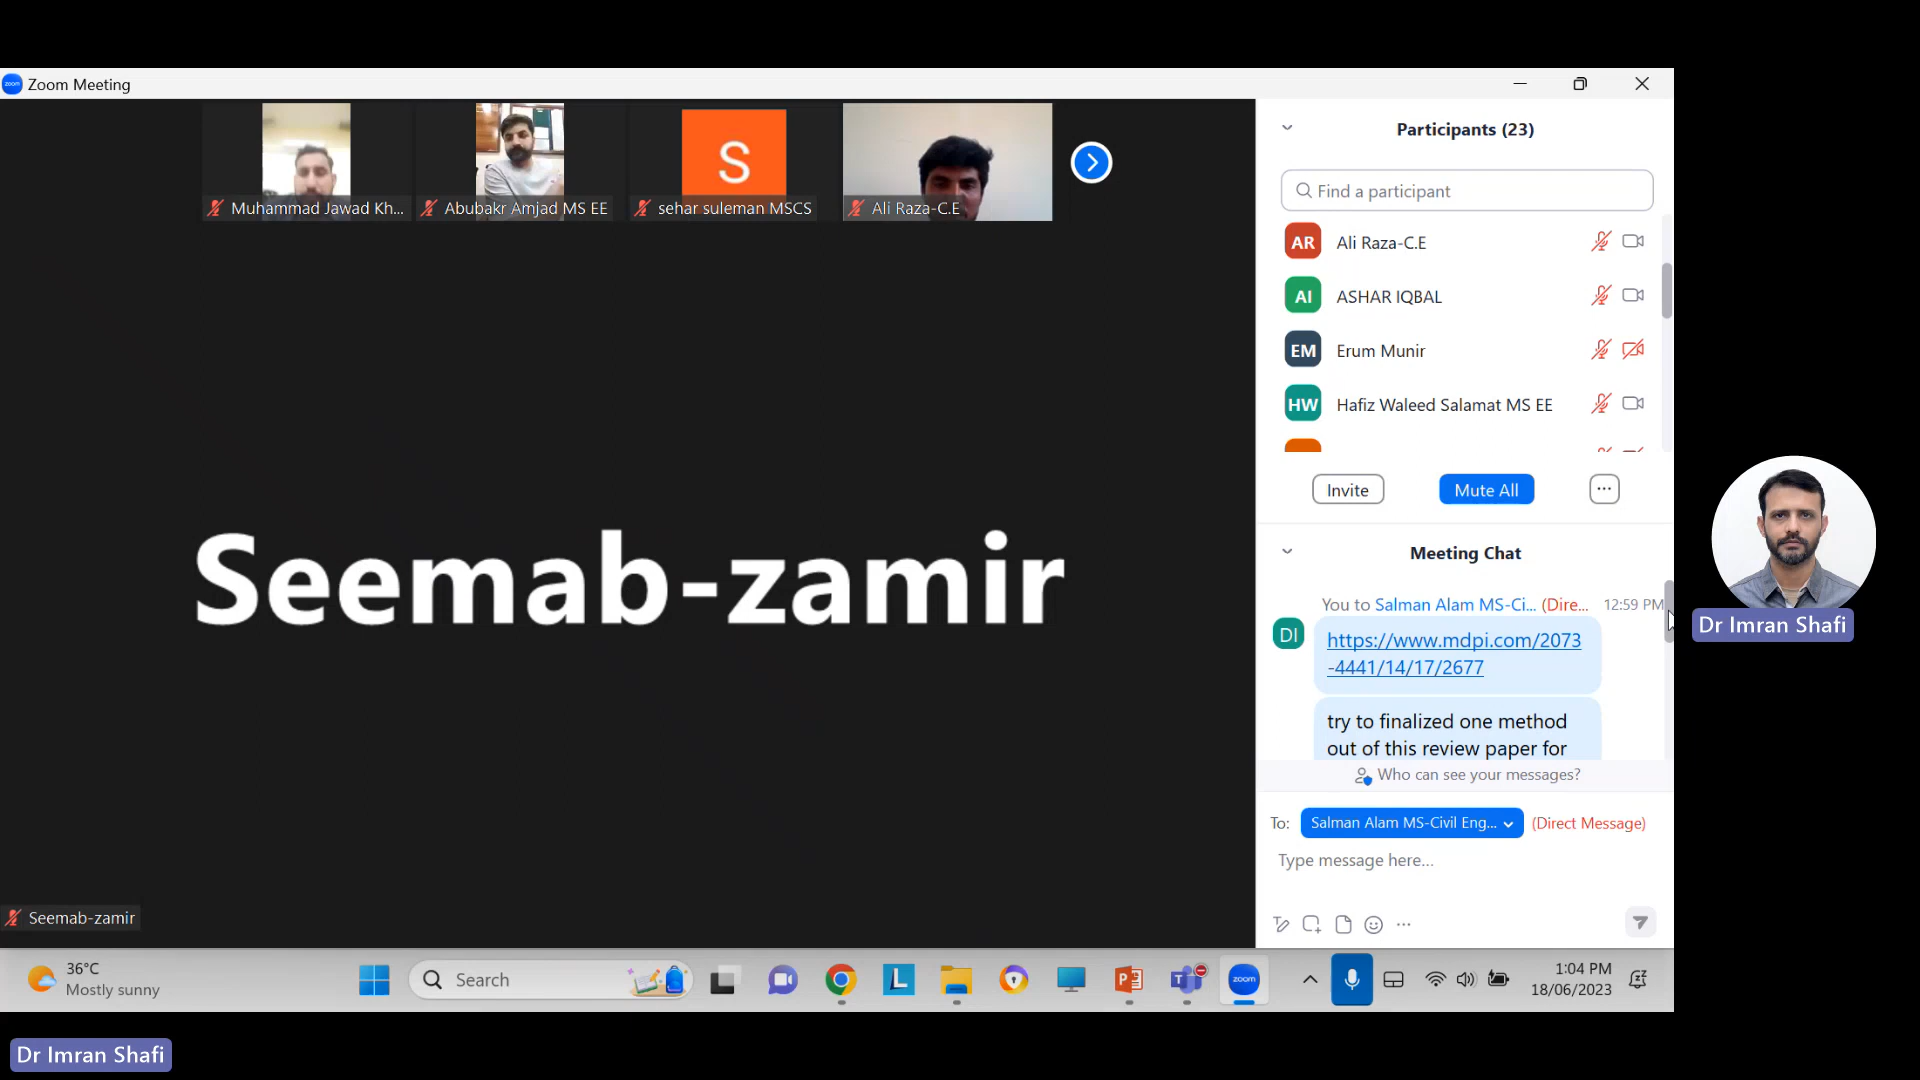 zoom Zoom Meeting
Muhammad Jawad Kh...
Abubakr Amjad MS EE
S
sehar suleman MSCS
Ali Raza-C.E
Seemab-zamir
Seemab-zamir
Participants (23)
Find a participant
AR Ali Raza-C.E
AI ASHAR IQBAL
EM Erum Munir
HW Hafiz Waleed Salamat MS EE
Invite
Mute All
...
Meeting Chat
You to Salman Alam MS-Ci... (Dire... 12:59 PM
DI
https://www.mdpi.com/2073
-4441/14/17/2677
try to finalized one method
out of this review paper for
Who can see your messages?
To: Salman Alam MS-Civil Eng... (Direct Message)
Type message here...
36°C
Mostly sunny
Search
L
P
T
zoom
1:04 PM
18/06/2023
Dr Imran Shafi
Dr Imran Shafi